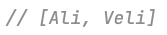 // [Ali, Veli]